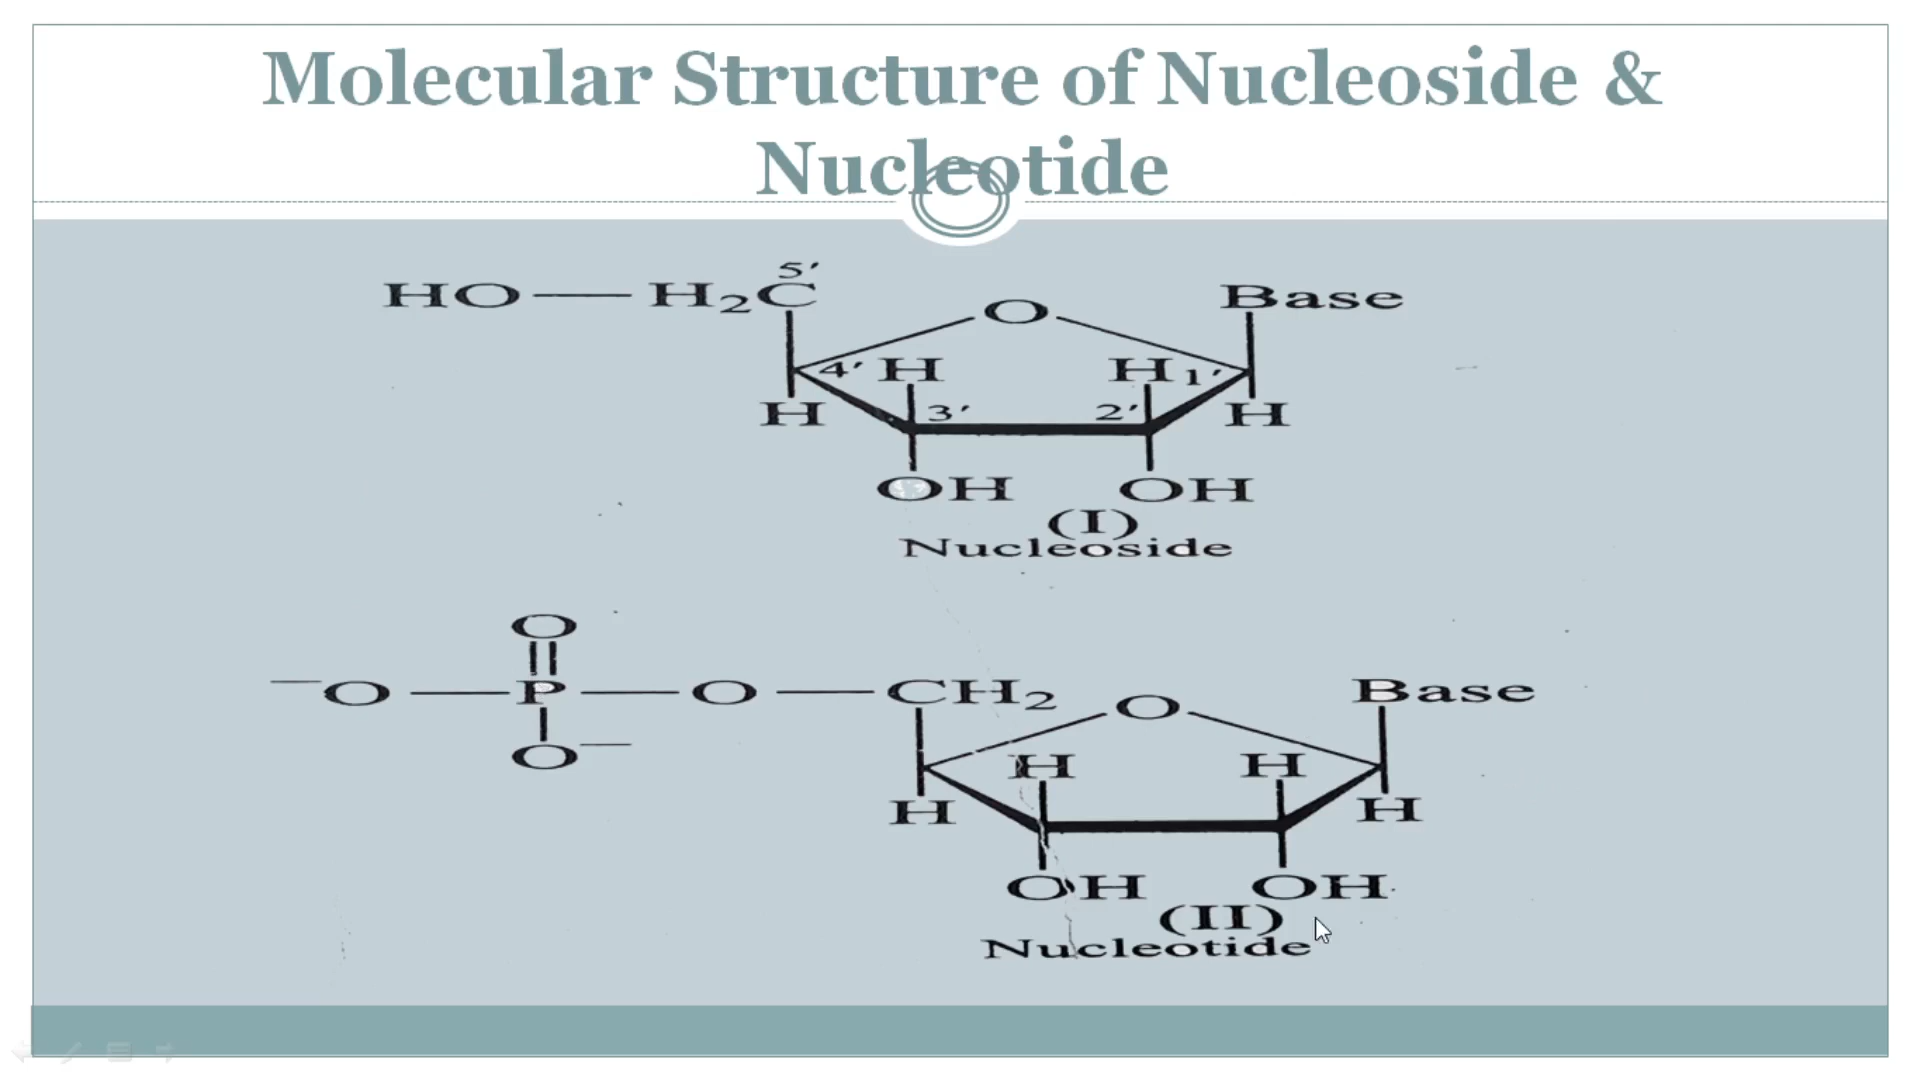 Molecular Structure of Nucleoside &
Nucleotide
5′
HO — H₂C O Base
4′ H H 1′
H 3′ 2′ H
OH OH
(I)
Nucleoside
O
⁻O — P — O — CH₂ O Base
O⁻ H H
H H
OH OH
(II)
Nucleotide